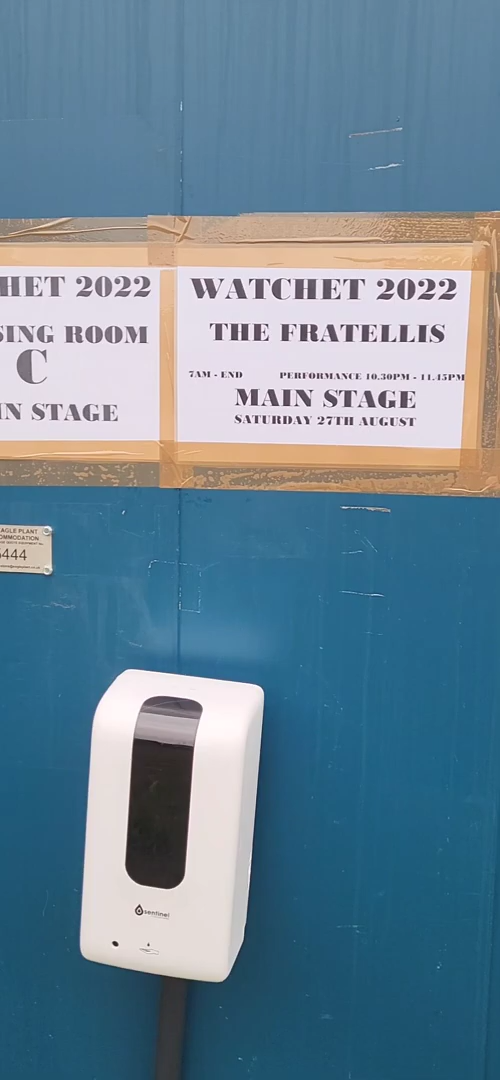 HET 2022
SING ROOM
C
IN STAGE
WATCHET 2022
THE FRATELLIS
7AM - END PERFORMANCE 10.30PM - 11.45PM
MAIN STAGE
SATURDAY 27TH AUGUST
AGLE PLANT
OMMODATION
444
sentinel